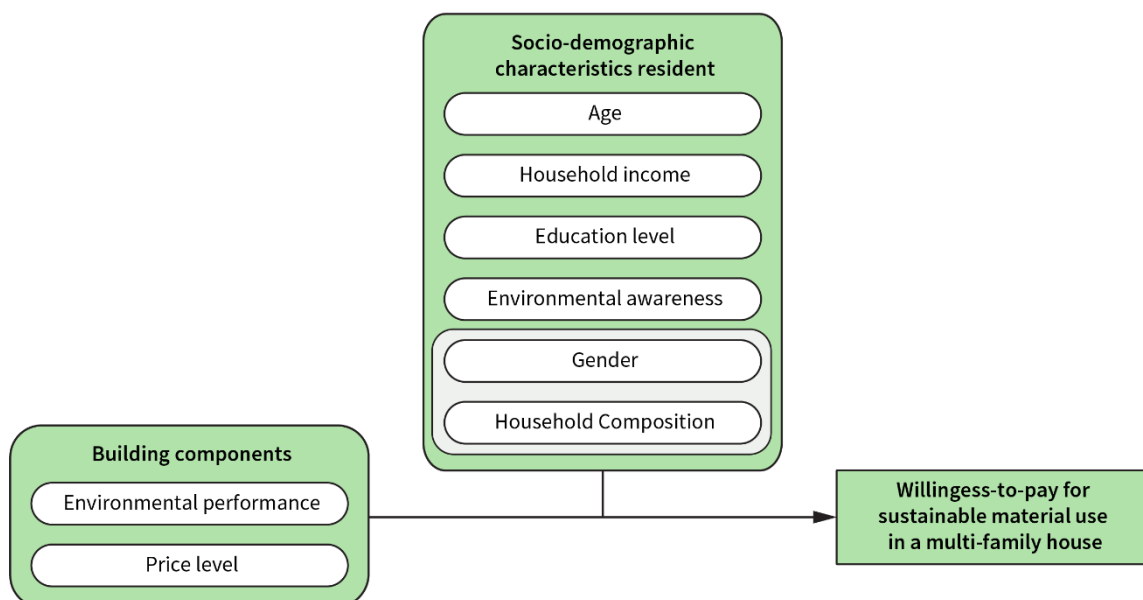 Socio-demographic
characteristics resident
Age
Household income
Education level
Environmental awareness
Gender
Household Composition
Building components
Environmental performance
Price level
Willingess-to-pay for
sustainable material use
in a multi-family house